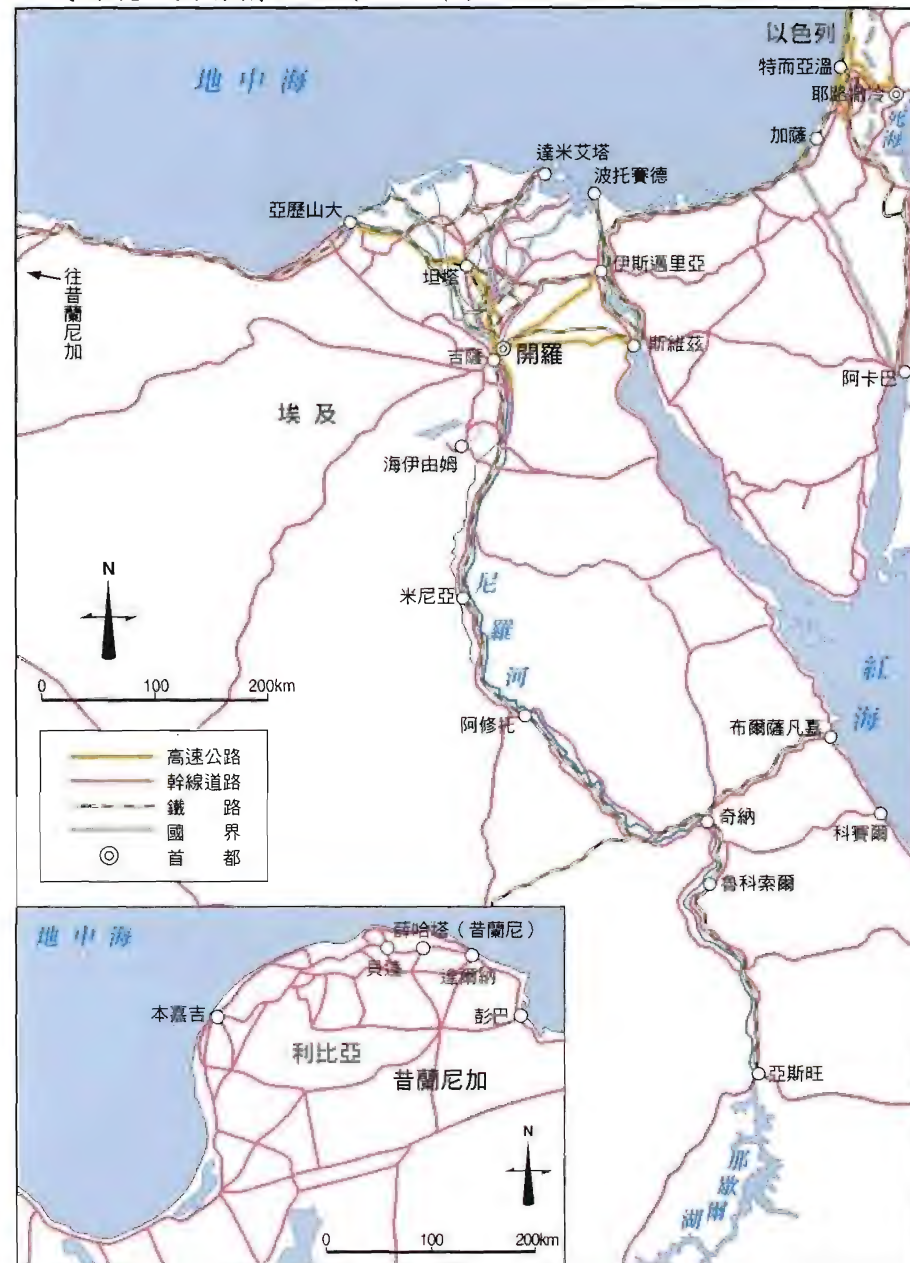 地中海
以色列
特而亞溫
耶路撒冷
死海
加薩
達米艾塔
波托賽德
亞歷山大
坦塔
伊斯邁里亞
往昔蘭尼加
吉薩
開羅
斯維茲
阿卡巴
埃及
海伊由姆
N
米尼亞
尼羅河
紅海
0 100 200km
阿修托
布爾薩凡嘉
高速公路
幹線道路
鐵路
國界
首都
奇納
科賽爾
魯科索爾
地中海
薛哈塔（昔蘭尼）
貝達
達爾納
本嘉吉
彭巴
利比亞
昔蘭尼加
亞斯旺
N
那歇爾湖
0 100 200km